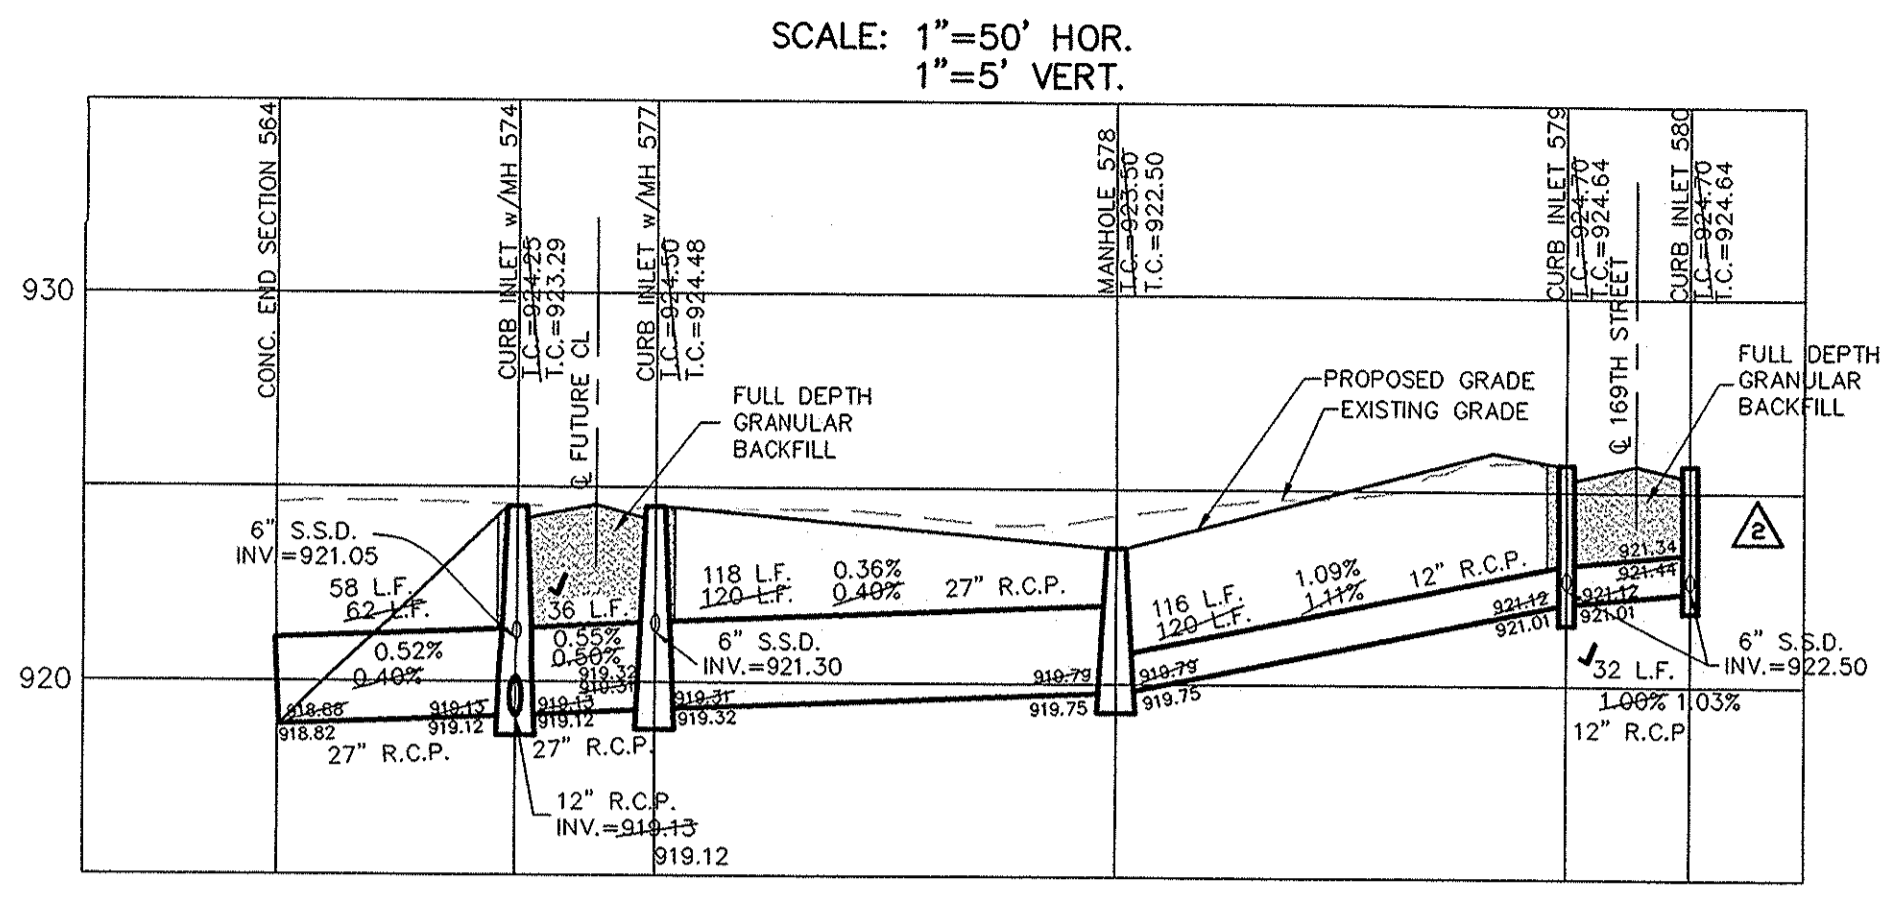 SCALE: 1"=50' HOR.
1"=5' VERT.
CONC. END SECTION 564
CURB INLET w/MH 574
T.C.=924.25
T.C.=923.29
℄ FUTURE CL
CURB INLET w/MH 577
T.C.=924.50
T.C.=924.48
MANHOLE 578
T.C.=923.50
T.C.=922.50
CURB INLET 579
T.C.=924.70
T.C.=924.64
℄ 169TH STREET
CURB INLET 580
T.C.=924.70
T.C.=924.64
930
920
FULL DEPTH
GRANULAR
BACKFILL
PROPOSED GRADE
EXISTING GRADE
FULL DEPTH
GRANULAR
BACKFILL
2
6" S.S.D.
INV.=921.05
58 L.F.
62 L.F.
0.52%
0.40%
918.88
918.82
919.13
919.12
27" R.C.P.
36 L.F.
0.55%
0.50%
919.32
919.31
919.13
919.12
27" R.C.P.
12" R.C.P.
INV.=919.13
919.12
118 L.F.
120 L.F.
0.36%
0.40%
27" R.C.P.
6" S.S.D.
INV.=921.30
919.31
919.32
919.79
919.75
919.79
919.75
116 L.F.
120 L.F.
1.09%
1.11%
12" R.C.P.
921.12
921.01
921.12
921.01
921.34
921.44
6" S.S.D.
INV.=922.50
32 L.F.
1.00% 1.03%
12" R.C.P